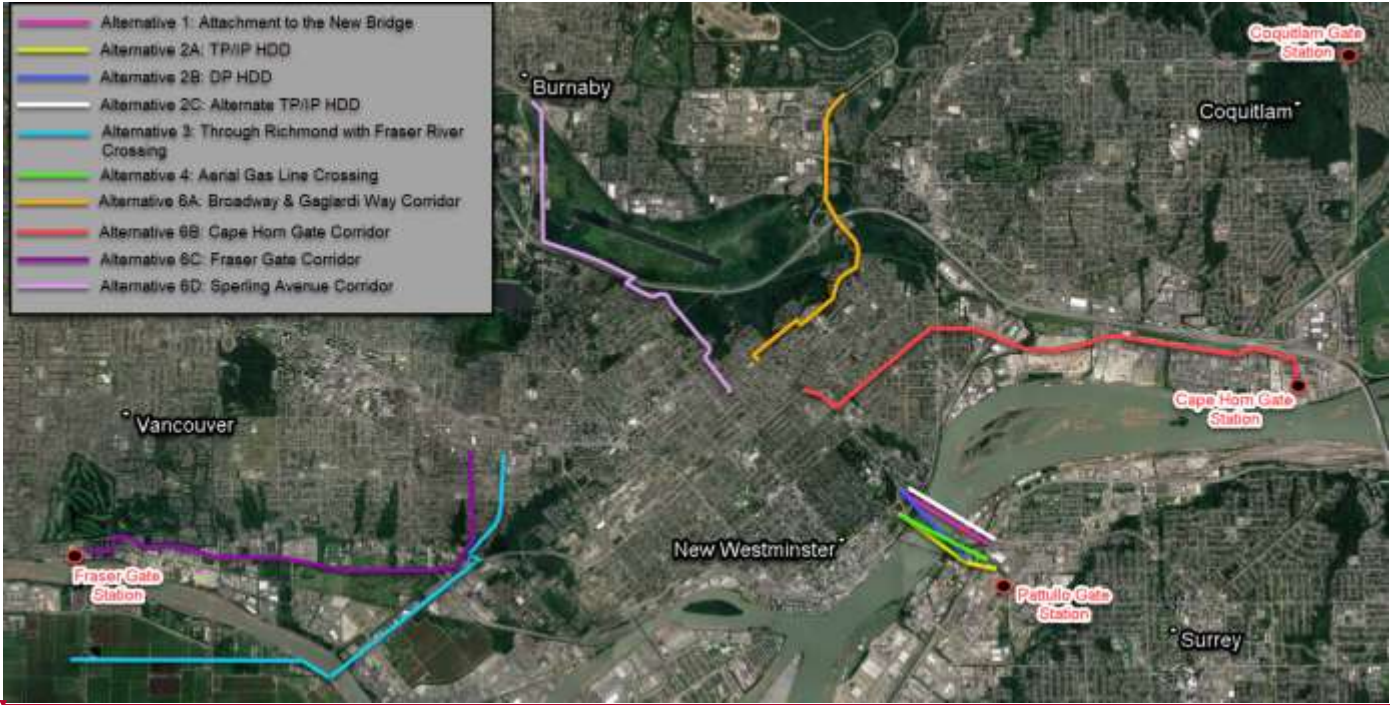 Alternative 1: Attachment to the New Bridge
Alternative 2A: TP/IP HDD
Alternative 2B: DP HDD
Alternative 2C: Alternate TP/IP HDD
Alternative 3: Through Richmond with Fraser River
Crossing
Alternative 4: Aerial Gas Line Crossing
Alternative 6A: Broadway & Gaglardi Way Corridor
Alternative 6B: Cape Horn Gate Corridor
Alternative 6C: Fraser Gate Corridor
Alternative 6D: Sperling Avenue Corridor
Coquitlam Gate
Station
Burnaby
Coquitlam
Cape Horn Gate
Station
Vancouver
New Westminster
Fraser Gate
Station
Pattullo Gate
Station
Surrey